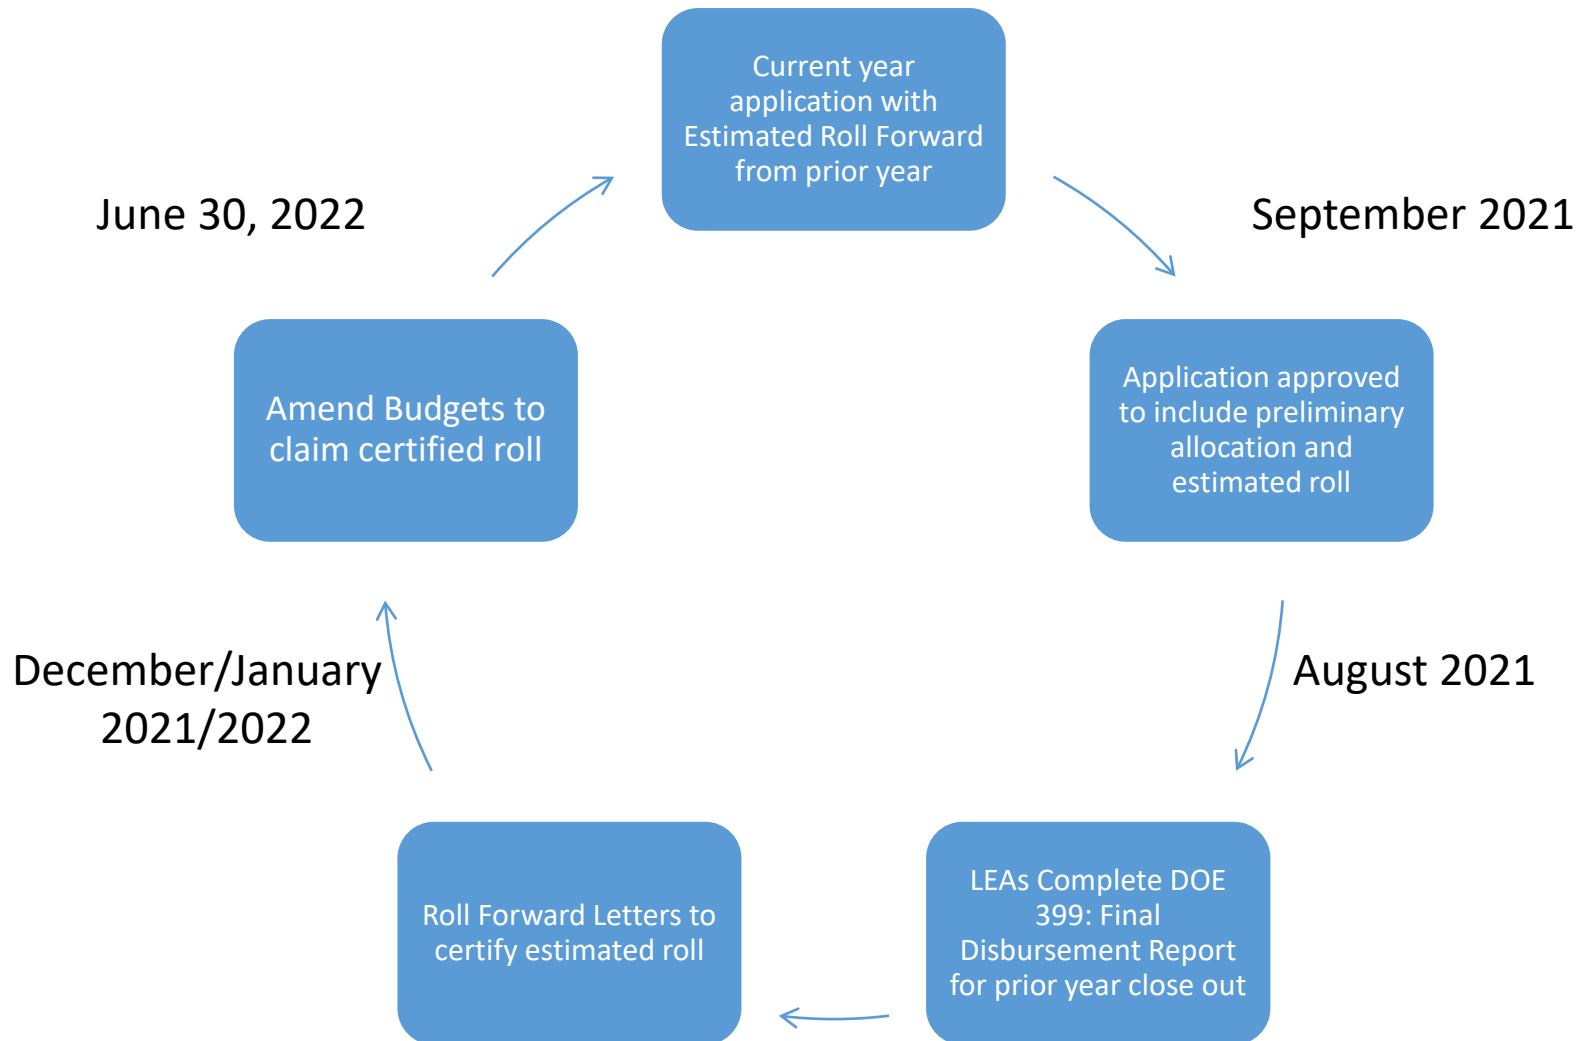 Current year
application with
Estimated Roll Forward
from prior year
September 2021
Application approved
to include preliminary
allocation and
estimated roll
August 2021
LEAs Complete DOE
399: Final
Disbursement Report
for prior year close out
Roll Forward Letters to
certify estimated roll
December/January
2021/2022
Amend Budgets to
claim certified roll
June 30, 2022